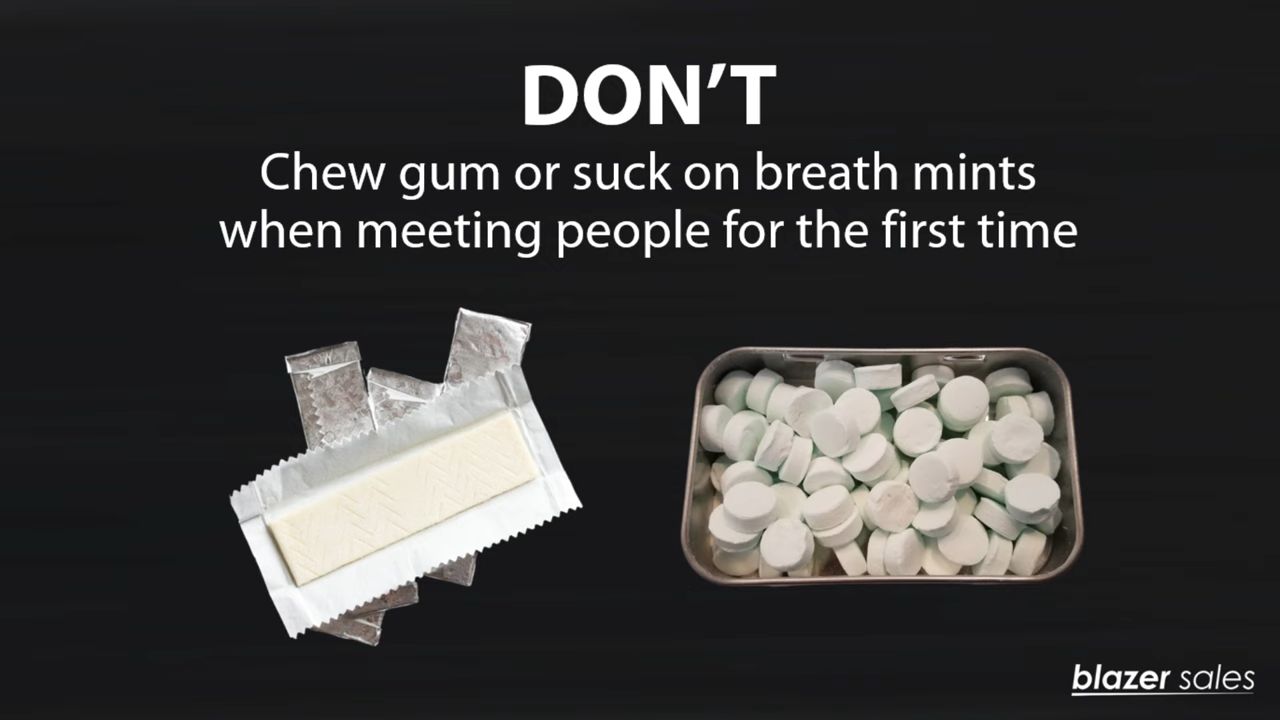 DON’T
Chew gum or suck on breath mints
when meeting people for the first time
blazer sales